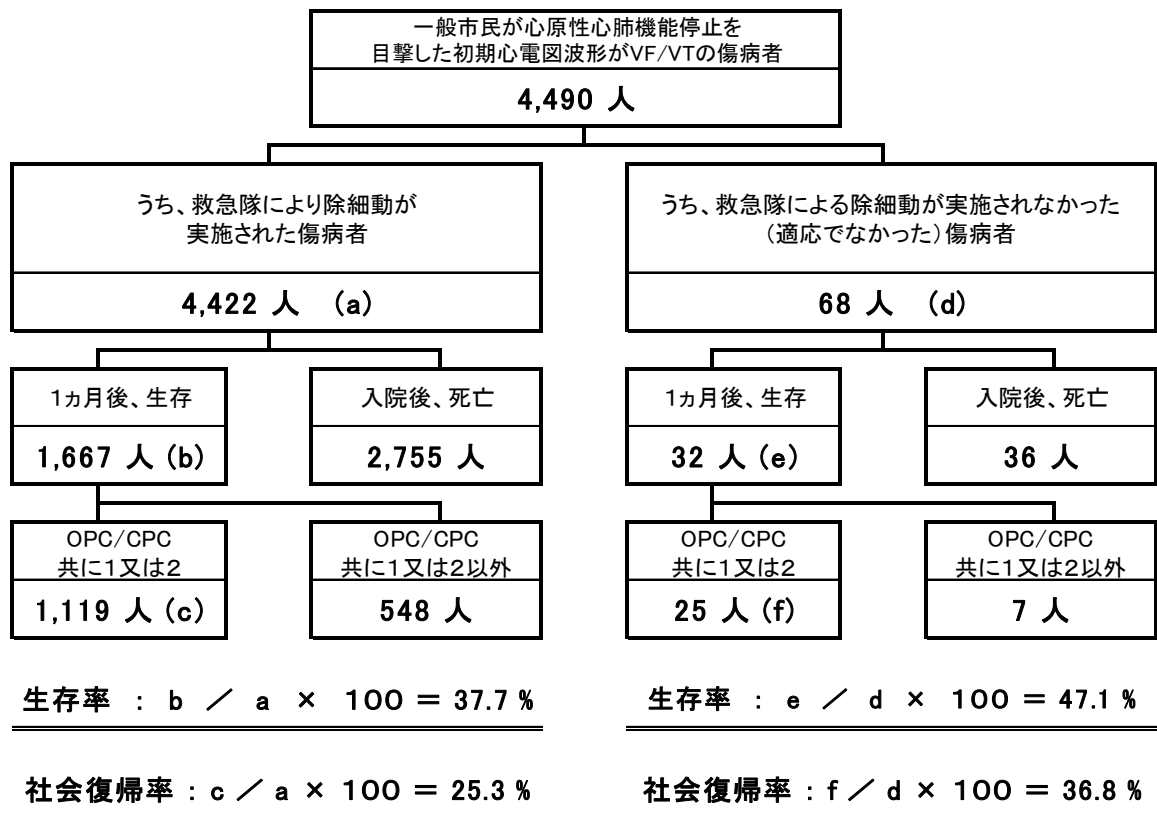 一般市民が心原性心肺機能停止を
目撃した初期心電図波形がVF/VTの傷病者
4,490 人
うち、救急隊により除細動が
実施された傷病者
4,422 人 （a）
うち、救急隊による除細動が実施されなかった
（適応でなかった）傷病者
68 人 （d）
1ヵ月後、生存
1,667 人（b）
入院後、死亡
2,755 人
1ヵ月後、生存
32 人（e）
入院後、死亡
36 人
OPC/CPC
共に1又は2
1,119 人（c）
OPC/CPC
共に1又は2以外
548 人
OPC/CPC
共に1又は2
25 人（f）
OPC/CPC
共に1又は2以外
7 人
生存率 ： b ／ a × 100 ＝ 37.7 %
生存率 ： e ／ d × 100 ＝ 47.1 %
社会復帰率 ： c ／ a × 100 ＝ 25.3 %
社会復帰率 ： f ／ d × 100 ＝ 36.8 %